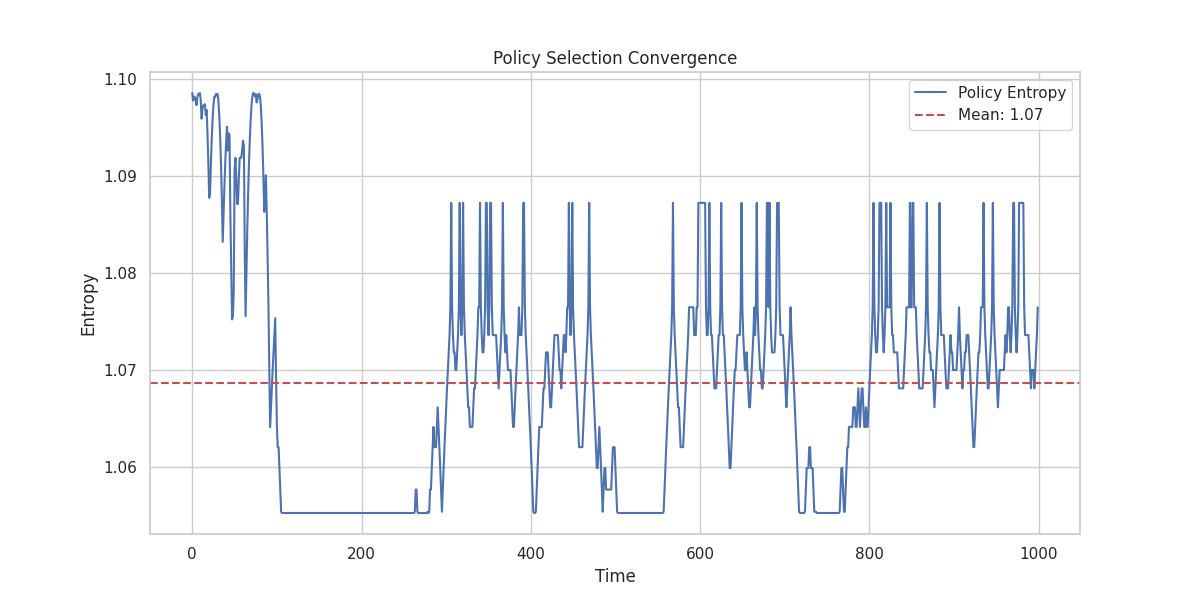 Policy Selection Convergence
Policy Entropy
Mean: 1.07
Entropy
1.10
1.09
1.08
1.07
1.06
0
200
400
600
800
1000
Time